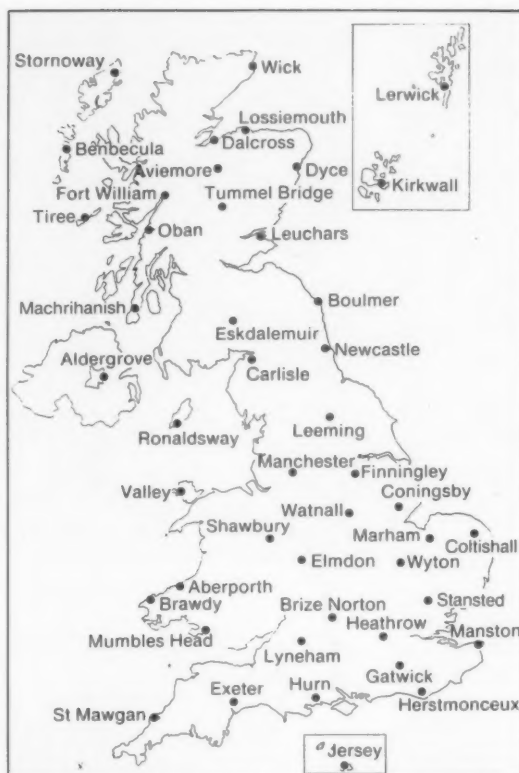 Stornoway
Wick
Lerwick
Lossiemouth
Dalcross
Benbecula
Aviemore
Dyce
Kirkwall
Fort William
Tummel Bridge
Tiree
Oban
Leuchars
Machrihanish
Boulmer
Eskdalemuir
Newcastle
Aldergrove
Carlisle
Ronaldsway
Leeming
Manchester
Finningley
Valley
Coningsby
Watnall
Shawbury
Marham
Coltishall
Elmdon
Wyton
Aberporth
Brawdy
Brize Norton
Stansted
Mumbles Head
Heathrow
Manston
Lyneham
Gatwick
Exeter
Hurn
Herstmonceux
St Mawgan
Jersey